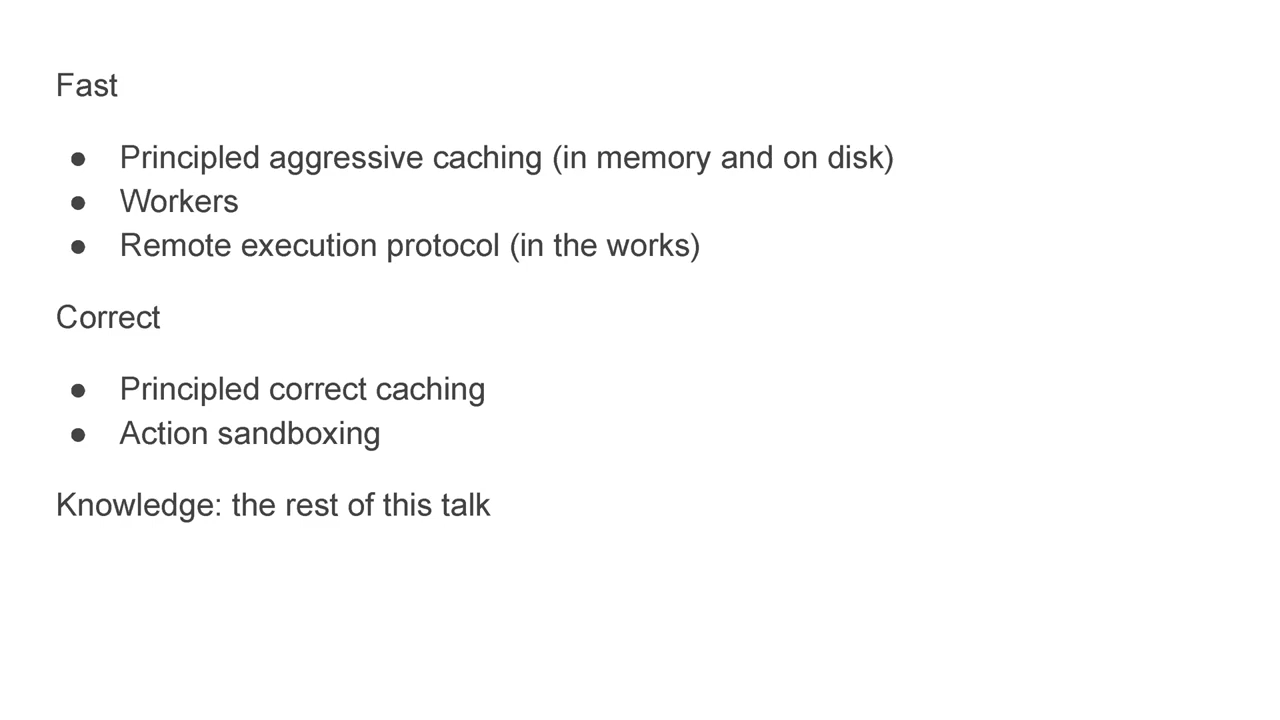 Fast
● Principled aggressive caching (in memory and on disk)
● Workers
● Remote execution protocol (in the works)
Correct
● Principled correct caching
● Action sandboxing
Knowledge: the rest of this talk